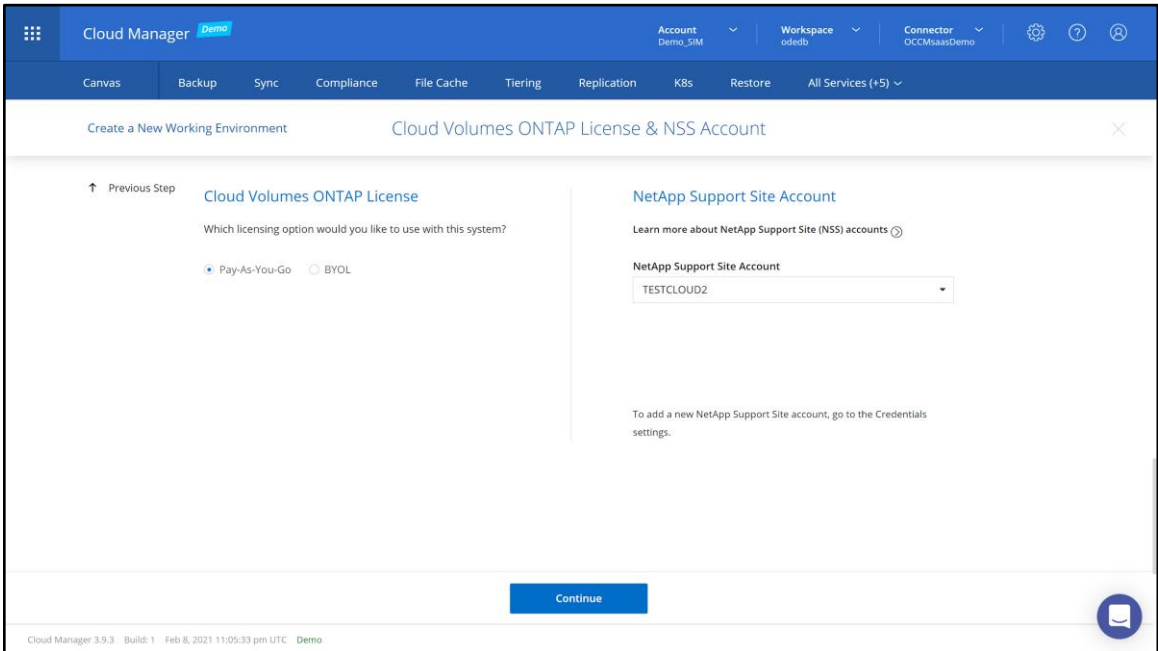 Cloud Manager Demo
Account
Demo_SIM
Workspace
odedb
Connector
OCCMsaasDemo
Canvas Backup Sync Compliance File Cache Tiering Replication K8s Restore All Services (+5)
Create a New Working Environment
Cloud Volumes ONTAP License & NSS Account
Previous Step
Cloud Volumes ONTAP License
Which licensing option would you like to use with this system?
Pay-As-You-Go BYOL
NetApp Support Site Account
Learn more about NetApp Support Site (NSS) accounts
NetApp Support Site Account
TESTCLOUD2
To add a new NetApp Support Site account, go to the Credentials
settings.
Continue
Cloud Manager 3.9.3 Build: 1 Feb 8, 2021 11:05:33 pm UTC Demo